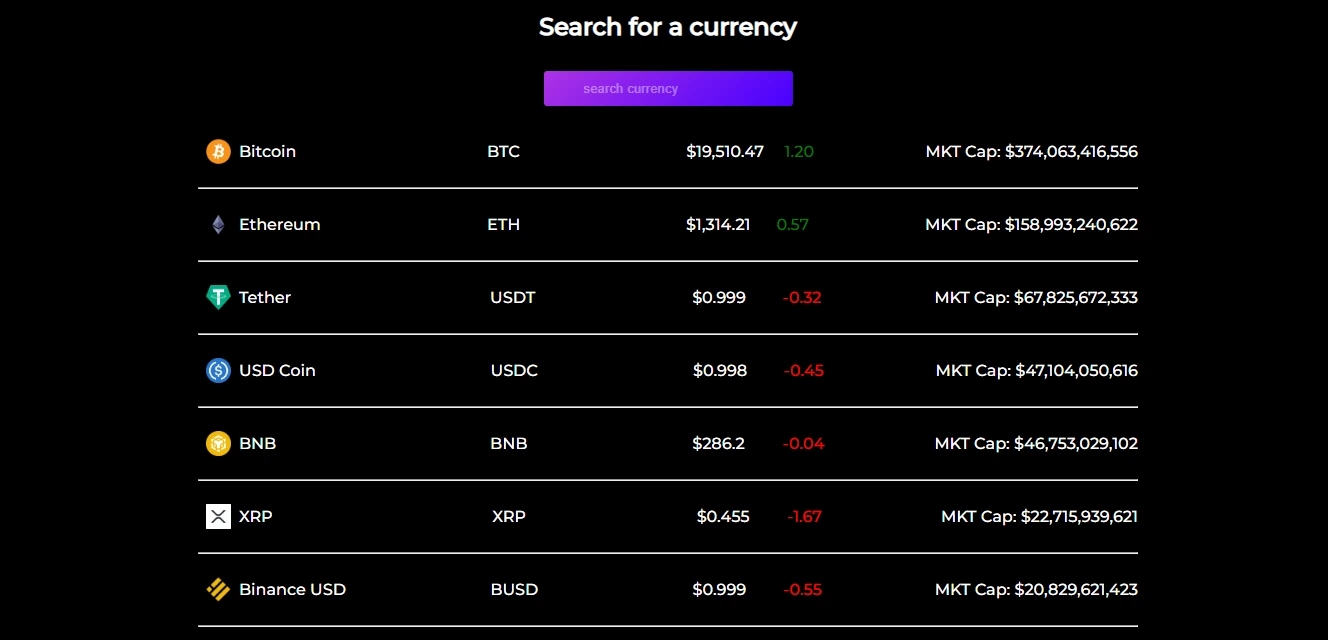 Search for a currency
search currency
Bitcoin BTC $19,510.47 1.20 MKT Cap: $374,063,416,556
Ethereum ETH $1,314.21 0.57 MKT Cap: $158,993,240,622
Tether USDT $0.999 -0.32 MKT Cap: $67,825,672,333
USD Coin USDC $0.998 -0.45 MKT Cap: $47,104,050,616
BNB BNB $286.2 -0.04 MKT Cap: $46,753,029,102
XRP XRP $0.455 -1.67 MKT Cap: $22,715,939,621
Binance USD BUSD $0.999 -0.55 MKT Cap: $20,829,621,423